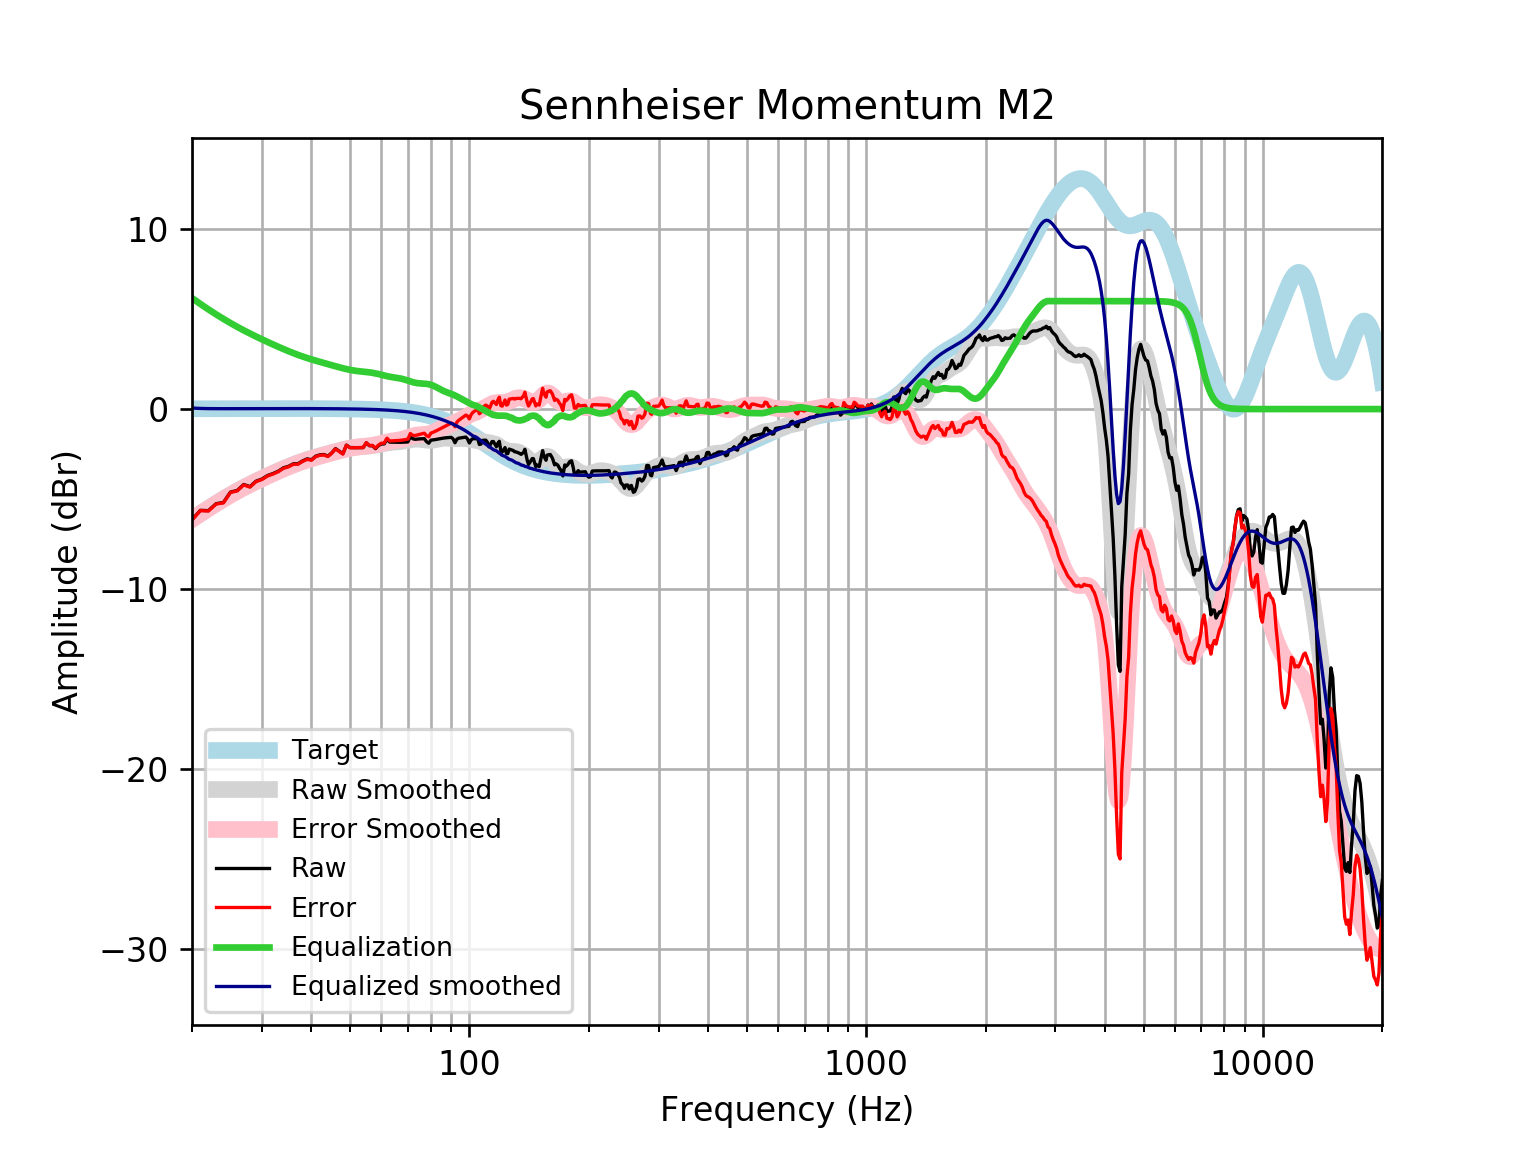 Sennheiser Momentum M2
Amplitude (dBr)
10
0
−10
−20
−30
Target
Raw Smoothed
Error Smoothed
Raw
Error
Equalization
Equalized smoothed
100 1000 10000
Frequency (Hz)